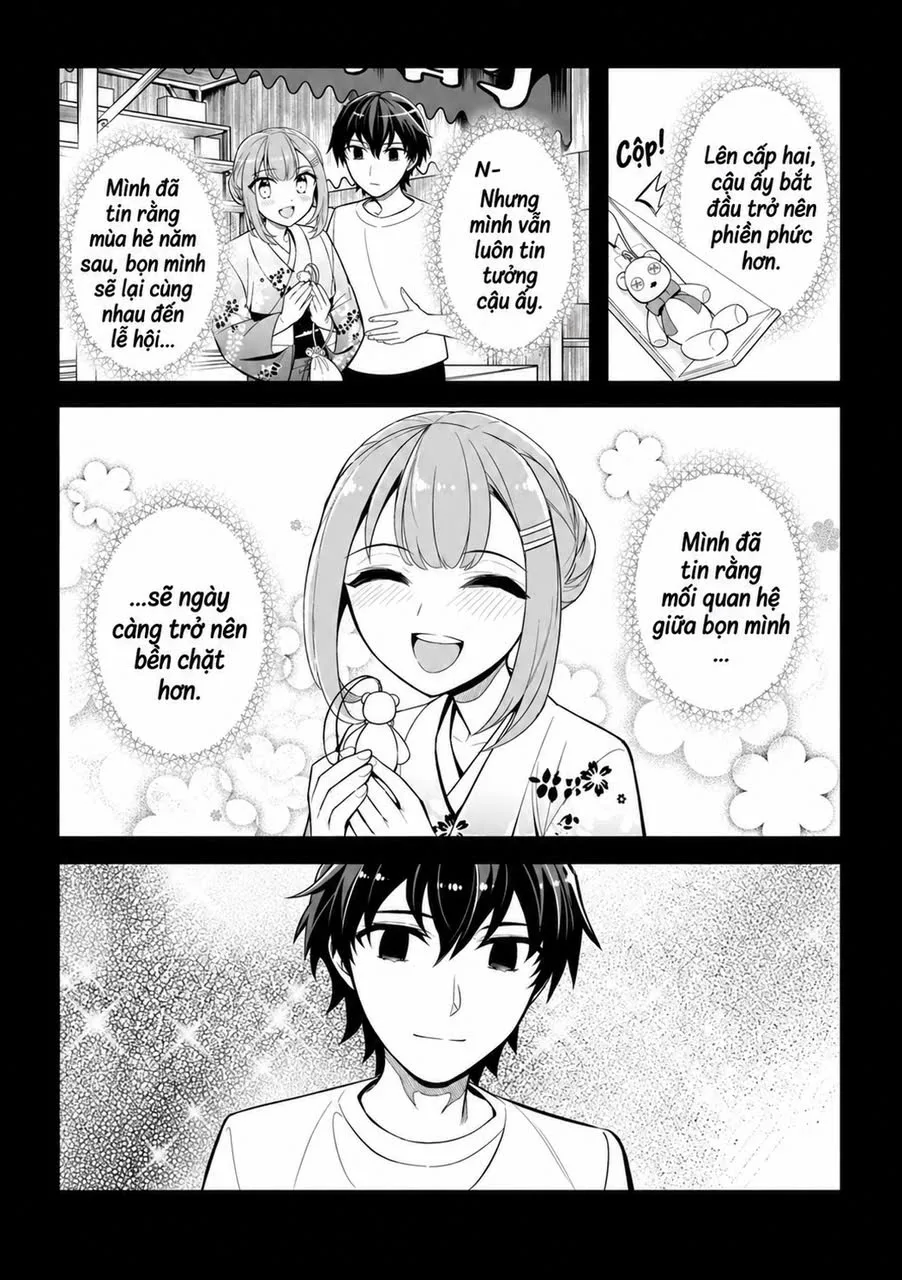 Lên cấp hai,
cậu ấy bắt
đầu trở nên
phiền phức
hơn.
Cộp!
N-
Nhưng
mình vẫn
luôn tin
tưởng
cậu ấy.
Mình đã
tin rằng
mùa hè năm
sau, bọn mình
sẽ lại cùng
nhau đến
lễ hội...
Mình đã
tin rằng
mối quan hệ
giữa bọn mình
...
...sẽ ngày
càng trở nên
bền chặt
hơn.